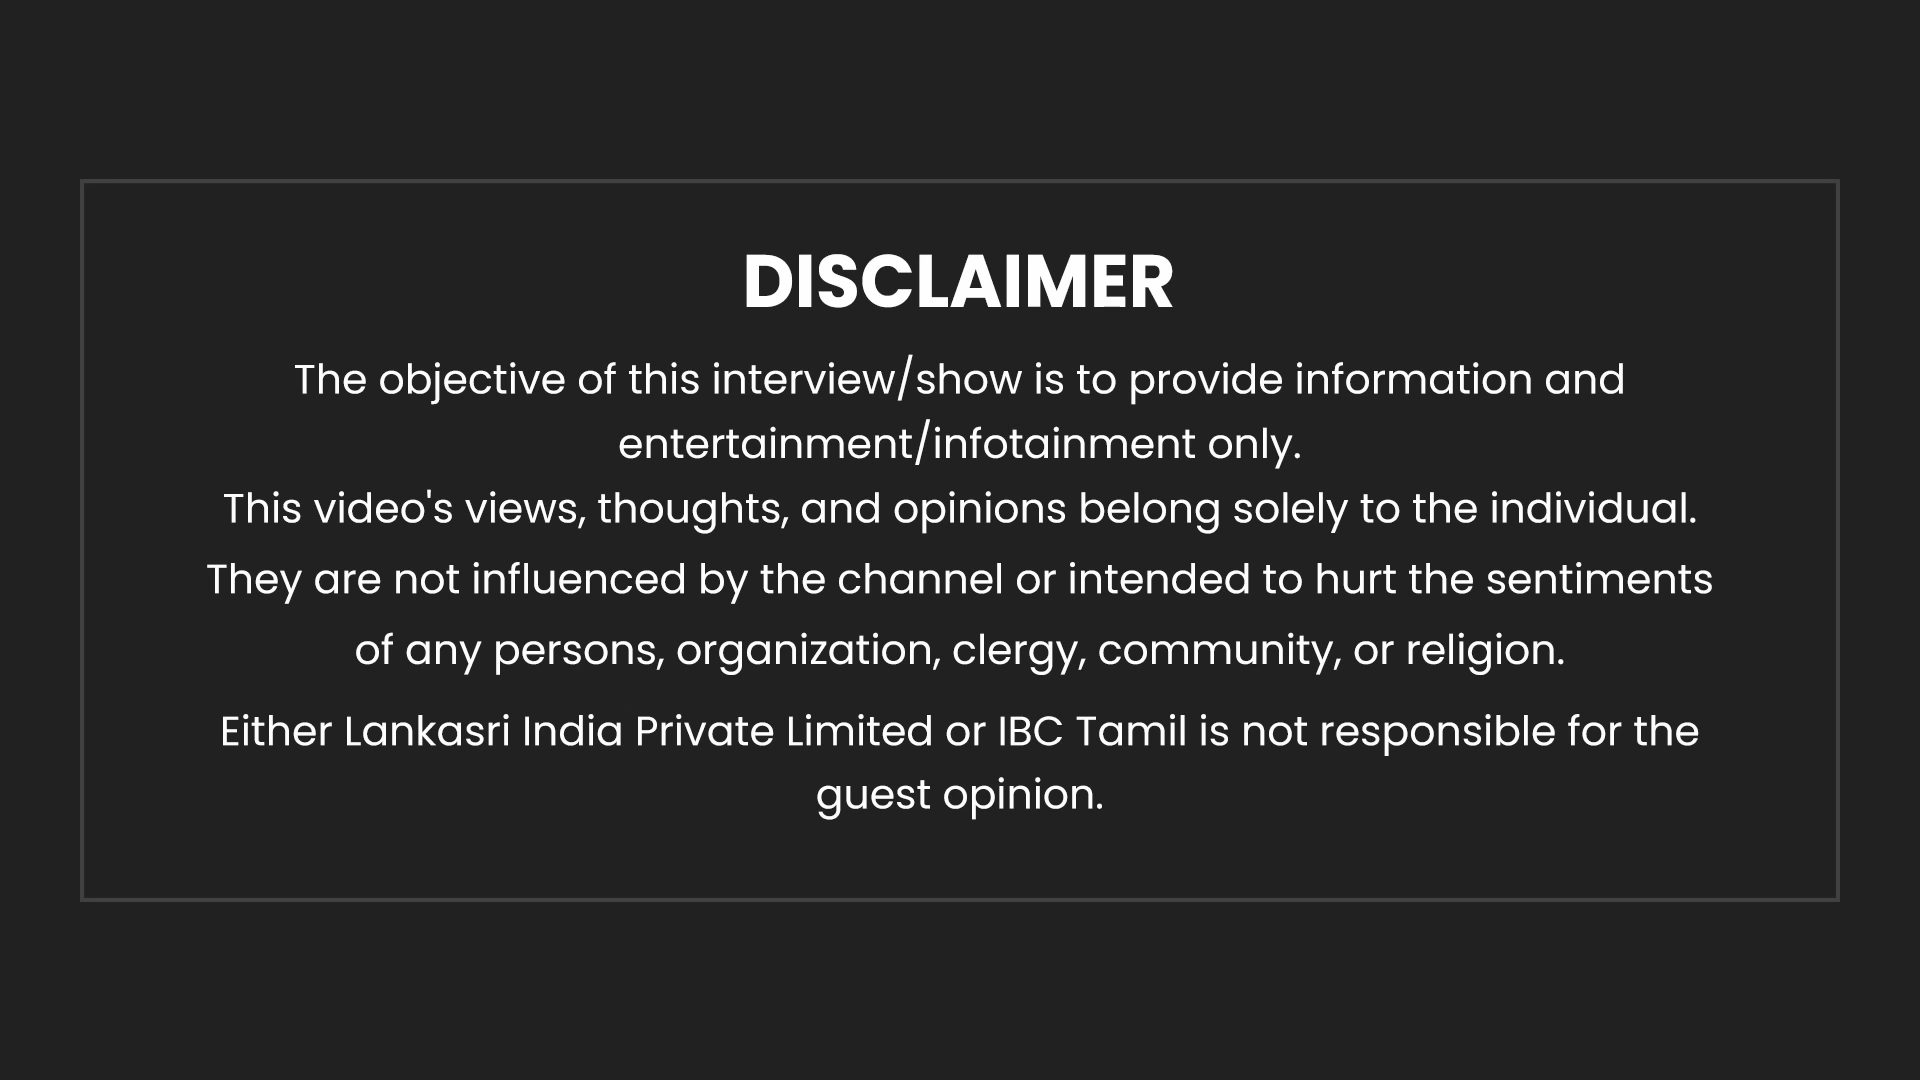 DISCLAIMER
The objective of this interview/show is to provide information and
entertainment/infotainment only.
This video's views, thoughts, and opinions belong solely to the individual.
They are not influenced by the channel or intended to hurt the sentiments
of any persons, organization, clergy, community, or religion.
Either Lankasri India Private Limited or IBC Tamil is not responsible for the
guest opinion.